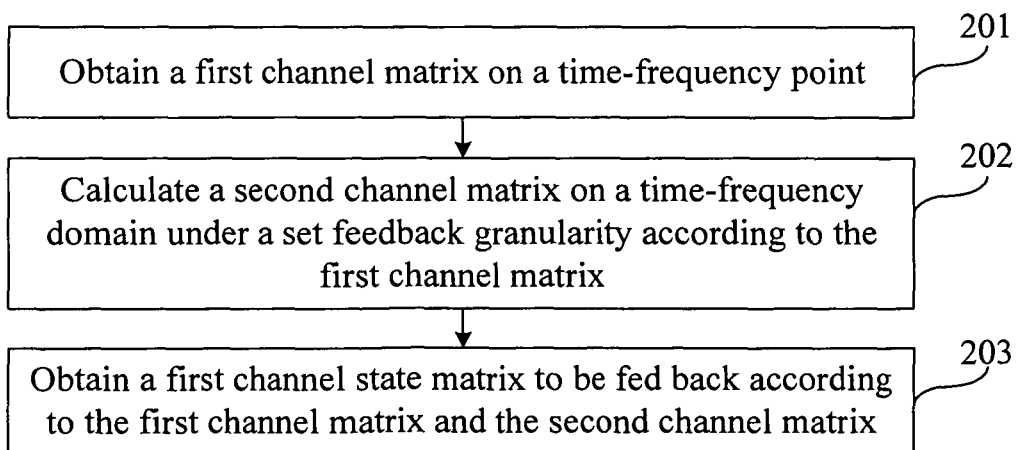 201
Obtain a first channel matrix on a time-frequency point
202
Calculate a second channel matrix on a time-frequency
domain under a set feedback granularity according to the
first channel matrix
203
Obtain a first channel state matrix to be fed back according
to the first channel matrix and the second channel matrix